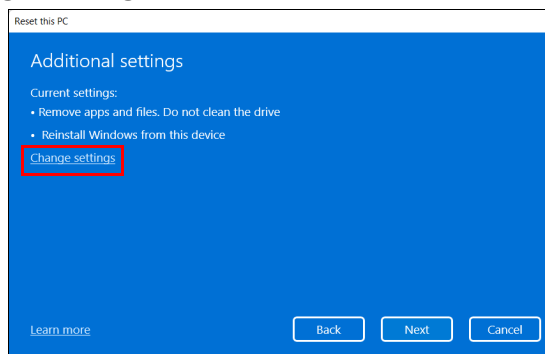 Reset this PC
Additional settings
Current settings:
• Remove apps and files. Do not clean the drive
• Reinstall Windows from this device
Change settings
Learn more
Back
Next
Cancel